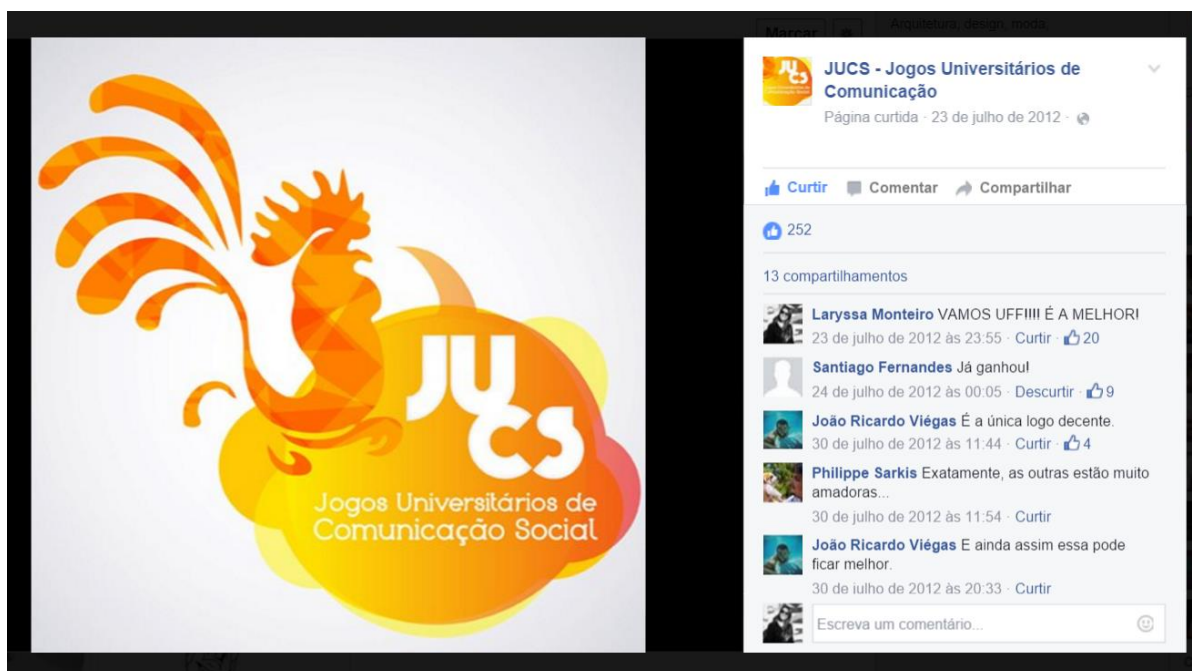 Marcar
Arquitetura, design, moda,
JUCS
Jogos Universitários de
Comunicação Social
JUCS - Jogos Universitários de
Comunicação
Página curtida · 23 de julho de 2012 ·
Curtir Comentar Compartilhar
252
13 compartilhamentos
Laryssa Monteiro VAMOS UFF!!!! É A MELHOR!
23 de julho de 2012 às 23:55 · Curtir · 20
Santiago Fernandes Já ganhou!
24 de julho de 2012 às 00:05 · Descurtir · 9
João Ricardo Viégas É a única logo decente.
30 de julho de 2012 às 11:44 · Curtir · 4
Philippe Sarkis Exatamente, as outras estão muito
amadoras...
30 de julho de 2012 às 11:54 · Curtir
João Ricardo Viégas E ainda assim essa pode
ficar melhor.
30 de julho de 2012 às 20:33 · Curtir
Escreva um comentário...